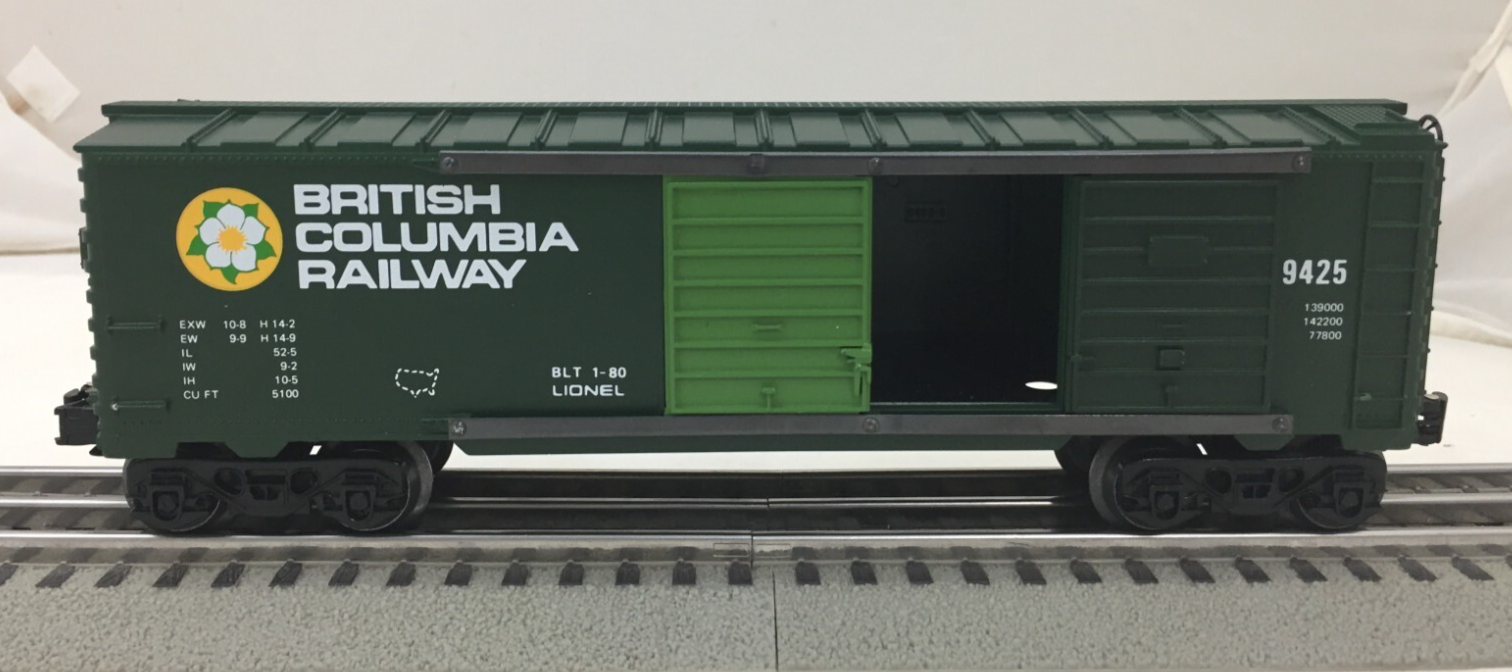 BRITISH
COLUMBIA
RAILWAY
EXW 10-8 H 14-2
EW 9-9 H 14-9
IL 52-5
IW 9-2
IH 10-5
CU FT 5100
BLT 1-80
LIONEL
9425
139000
142200
77800